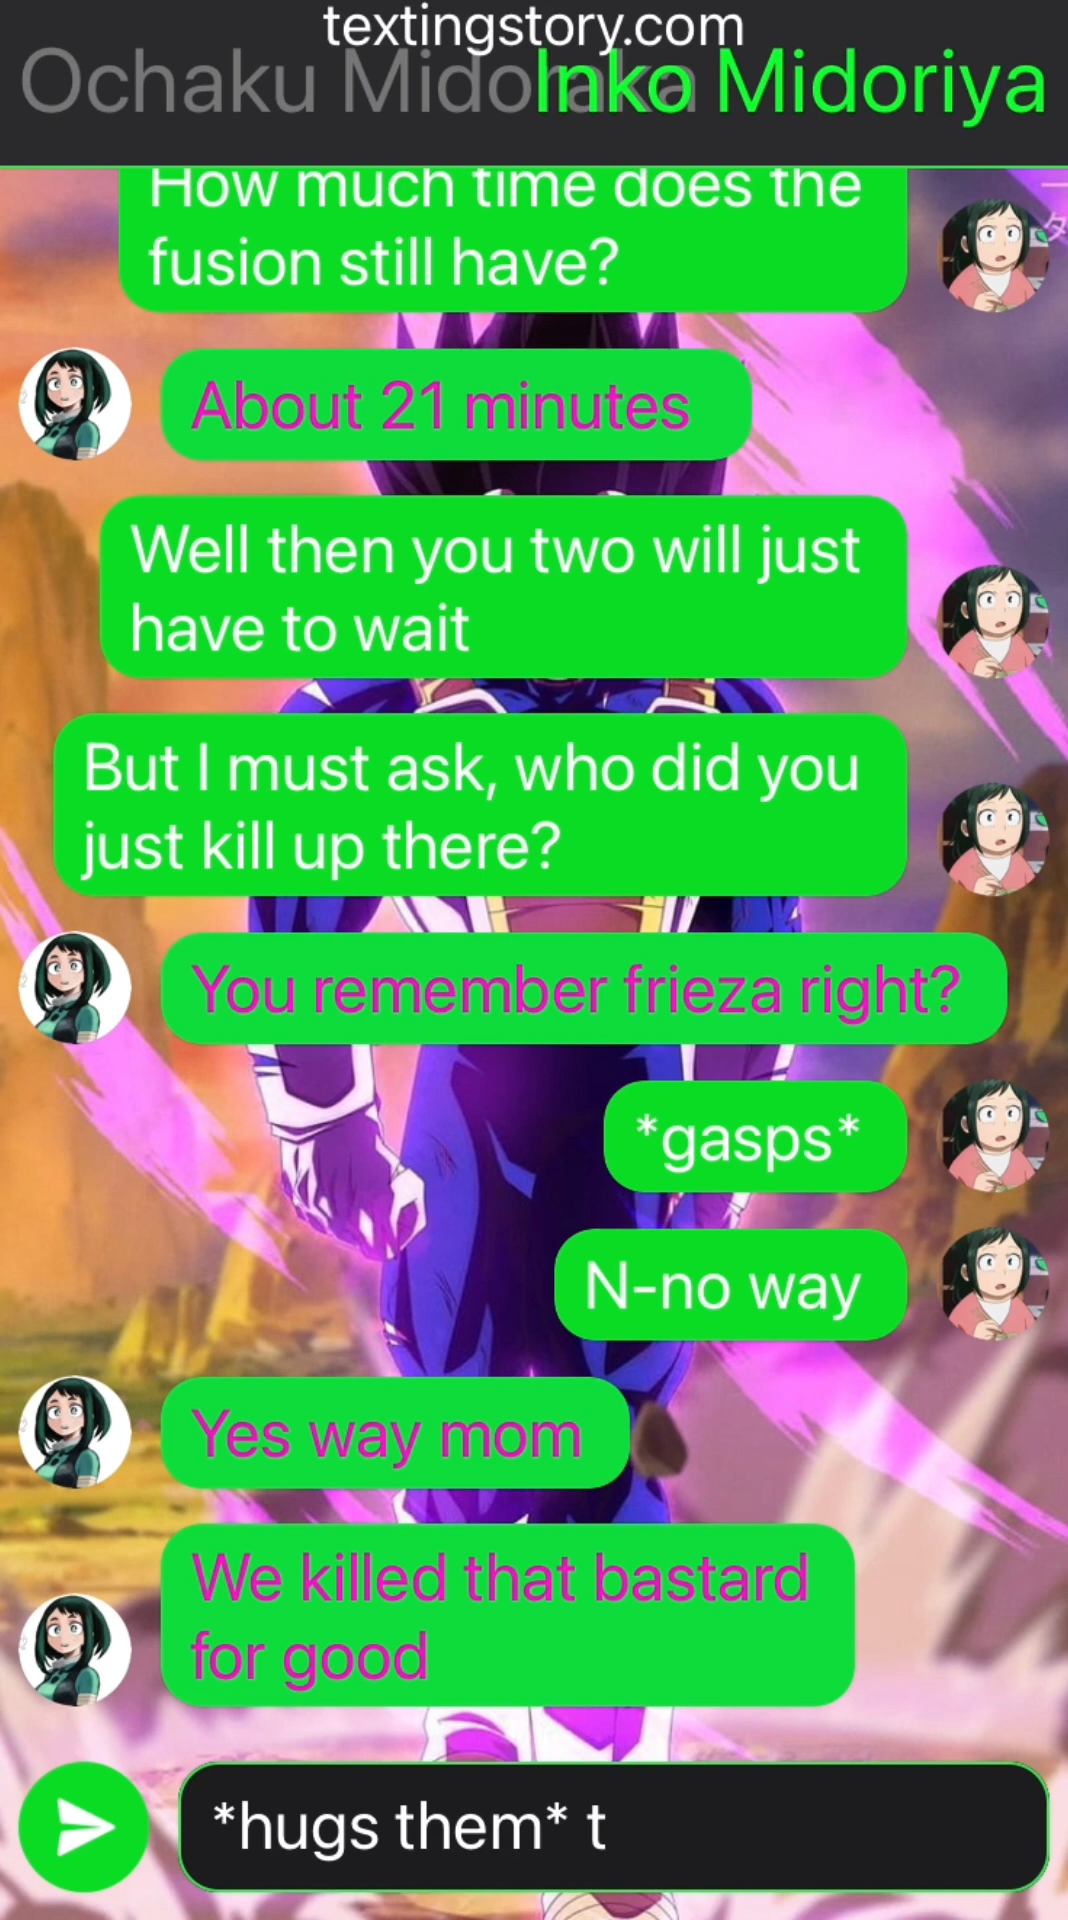 textingstory.com
Ochaku Midoraka Inko Midoriya
How much time does the
fusion still have?
About 21 minutes
Well then you two will just
have to wait
But I must ask, who did you
just kill up there?
You remember frieza right?
*gasps*
N-no way
Yes way mom
We killed that bastard
for good
*hugs them* t